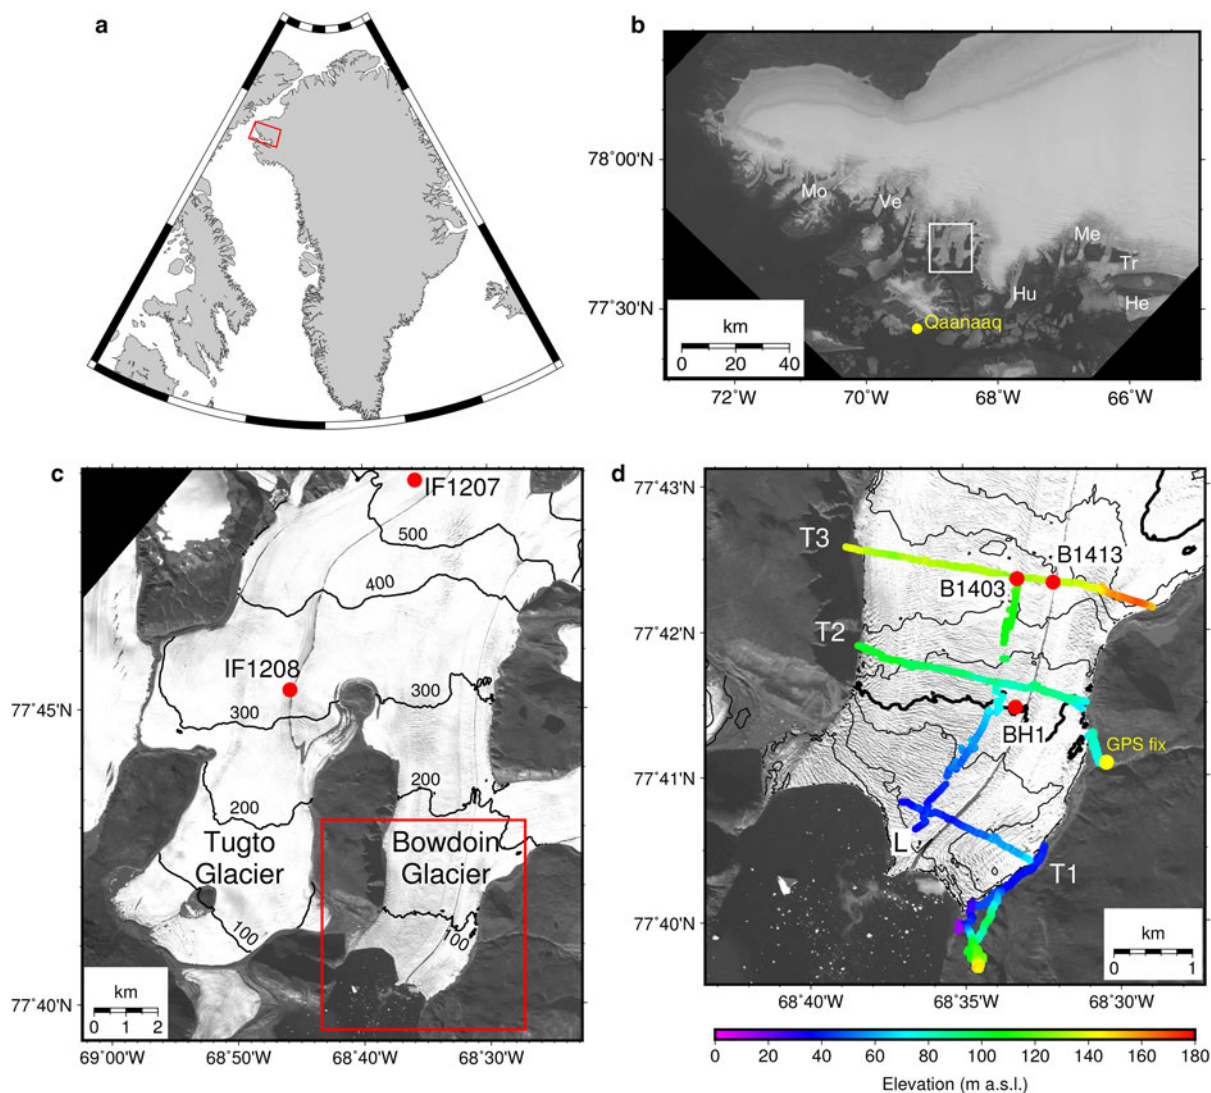 a
b
78°00'N
77°30'N
Mo
Ve
Me
Tr
Hu
He
Qaanaaq
km
0 20 40
72°W 70°W 68°W 66°W
c
IF1207
500
400
IF1208
300
300
200
200
Tugto
Glacier
Bowdoin
Glacier
100
100
77°45'N
77°40'N
km
0 1 2
69°00'W 68°50'W 68°40'W 68°30'W
d
77°43'N
77°42'N
77°41'N
77°40'N
T3
B1413
B1403
T2
BH1
GPS fix
L
T1
km
0 1
68°40'W 68°35'W 68°30'W
0 20 40 60 80 100 120 140 160 180
Elevation (m a.s.l.)